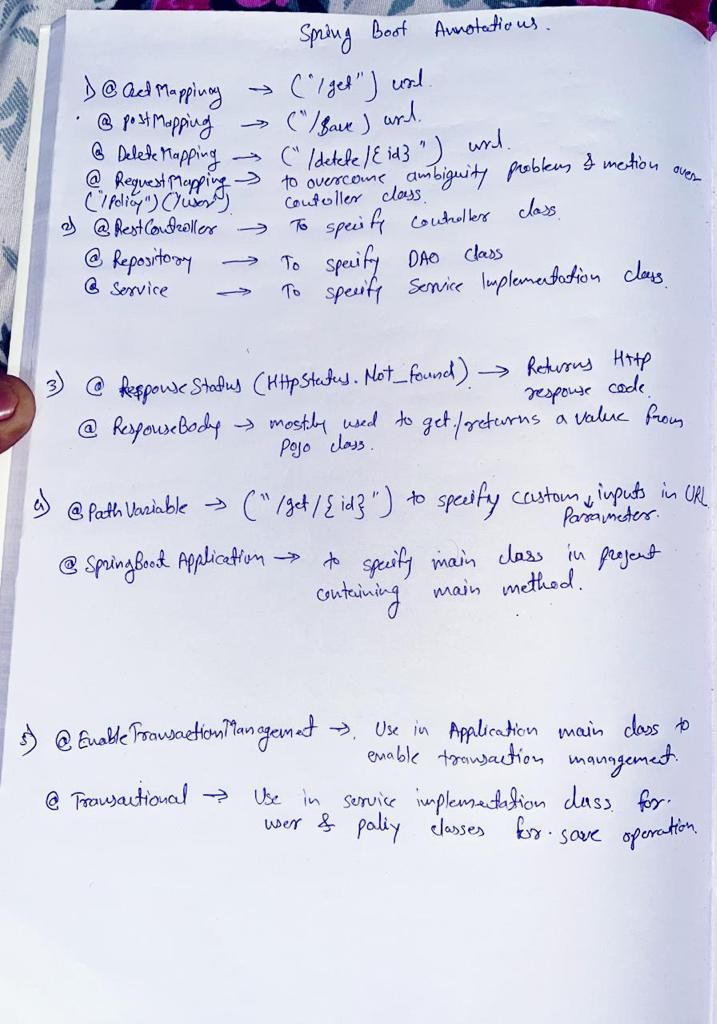 Spring Boot Annotations.
1) @ GetMapping → ("/get") url.
@ postMapping → ("/Save) url.
@ DeleteMapping → ("/delete/{id}") url.
@ RequestMapping → to overcome ambiguity problem & mention over
("/policy") ("/user") contoller class.
2) @ RestController → To specify controller class.
@ Repository → To specify DAO class
@ Service → To specify Service Implementation class.
3) @ ResponseStatus (HttpStatus. Not_found) → Returns Http
response code.
@ ResponseBody → mostly used to get/returns a value from
Pojo class.
4) @ PathVariable → ("/get/{id}") to specify custom ↓ inputs in URL
Parameter.
@ SpringBoot Application → to specify main class in project
containing main method.
5) @ EnableTransactionManagement → Use in Application main class to
enable transaction management.
@ Transactional → Use in service implementation class for
user & policy classes for save operation.